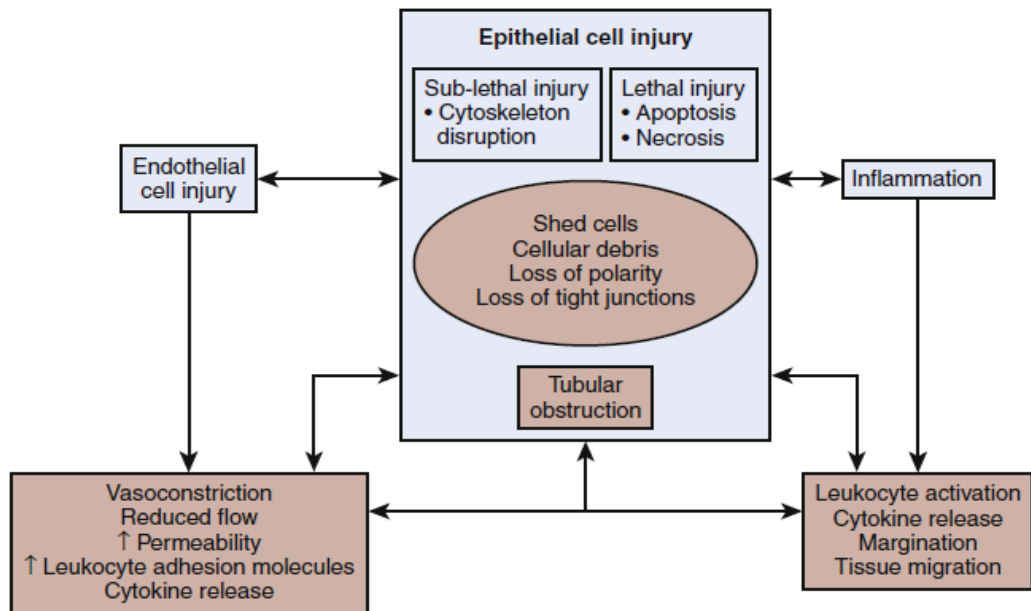 Epithelial cell injury
Sub-lethal injury
• Cytoskeleton
disruption
Lethal injury
• Apoptosis
• Necrosis
Endothelial
cell injury
Inflammation
Shed cells
Cellular debris
Loss of polarity
Loss of tight junctions
Tubular
obstruction
Vasoconstriction
Reduced flow
↑ Permeability
↑ Leukocyte adhesion molecules
Cytokine release
Leukocyte activation
Cytokine release
Margination
Tissue migration